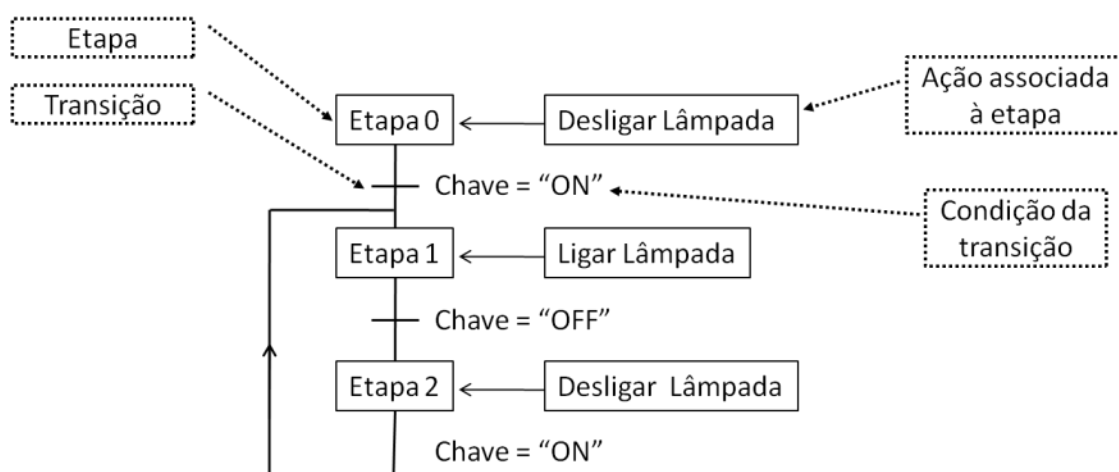 Etapa
Transição
Etapa 0
Desligar Lâmpada
Ação associada
à etapa
Chave = “ON”
Condição da
transição
Etapa 1
Ligar Lâmpada
Chave = “OFF”
Etapa 2
Desligar Lâmpada
Chave = “ON”